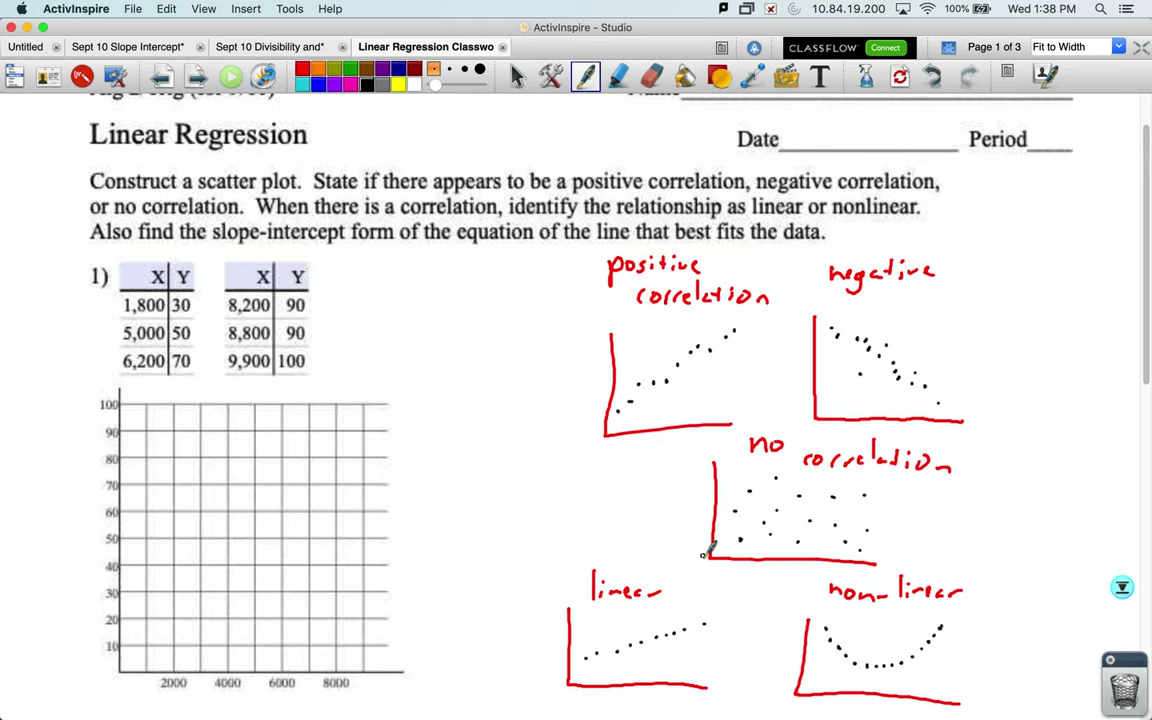 ActivInspire File Edit View Insert Tools Help 10.84.19.200 100% Wed 1:38 PM
ActivInspire - Studio
Untitled Sept 10 Slope Intercept* Sept 10 Divisibility and* Linear Regression Classwo CLASSFLOW Connect Page 1 of 3 Fit to Width
Linear Regression Date Period
Construct a scatter plot. State if there appears to be a positive correlation, negative correlation,
or no correlation. When there is a correlation, identify the relationship as linear or nonlinear.
Also find the slope-intercept form of the equation of the line that best fits the data.
1) X Y X Y
1,800 30 8,200 90
5,000 50 8,800 90
6,200 70 9,900 100
positive
correlation
negative
no correlation
linear
non-linear
100
90
80
70
60
50
40
30
20
10
2000 4000 6000 8000